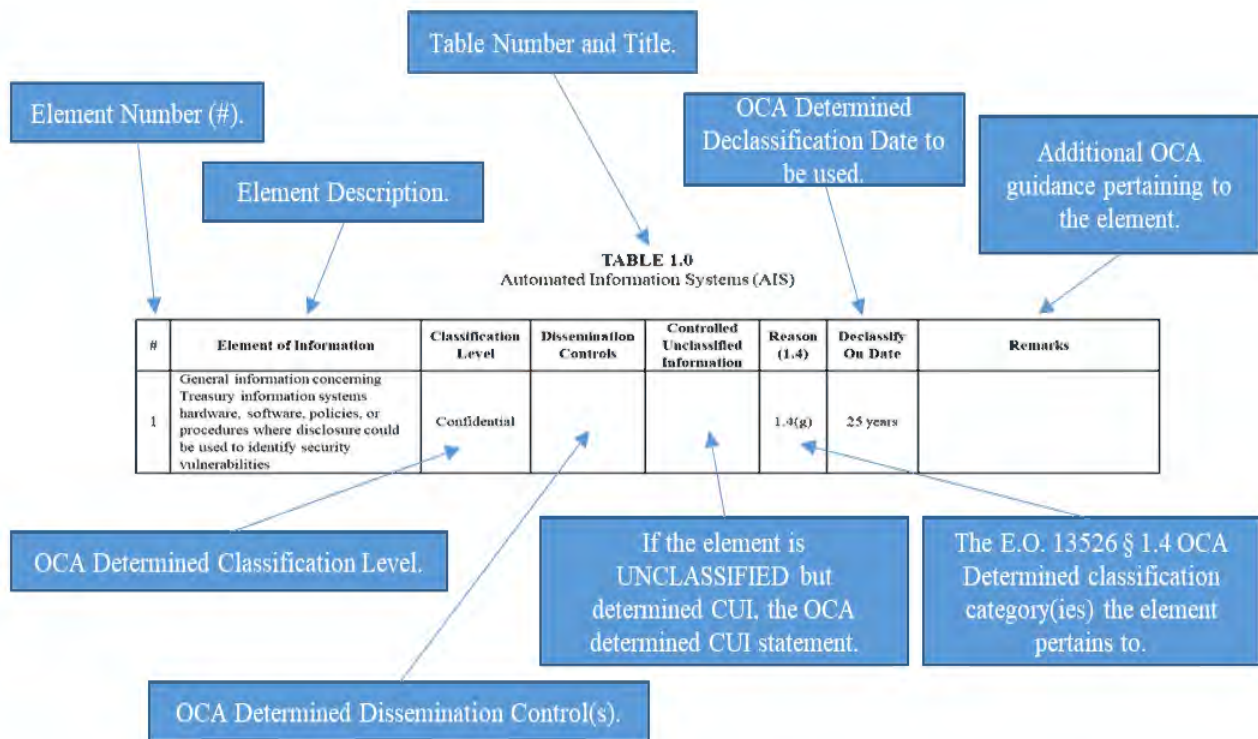 Table Number and Title.
Element Number (#).
OCA Determined
Declassification Date to
be used.
Additional OCA
guidance pertaining to
the element.
Element Description.
TABLE 1.0
Automated Information Systems (AIS)
#
Element of Information
Classification
Level
Dissemination
Controls
Controlled
Unclassified
Information
Reason
(1.4)
Declassify
On Date
Remarks
1
General information concerning
Treasury information systems
hardware, software, policies, or
procedures where disclosure could
be used to identify security
vulnerabilities
Confidential
1.4(g)
25 years
OCA Determined Classification Level.
If the element is
UNCLASSIFIED but
determined CUI, the OCA
determined CUI statement.
The E.O. 13526 § 1.4 OCA
Determined classification
category(ies) the element
pertains to.
OCA Determined Dissemination Control(s).